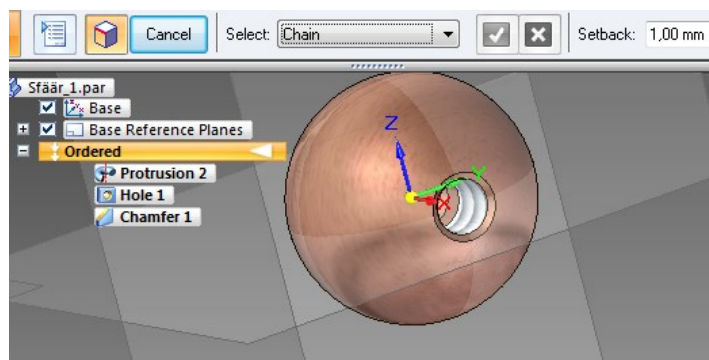 Cancel Select: Chain Setback: 1,00 mm
Sfäär_1.par
Base
Base Reference Planes
Ordered
Protrusion 2
Hole 1
Chamfer 1
Z
Y
X